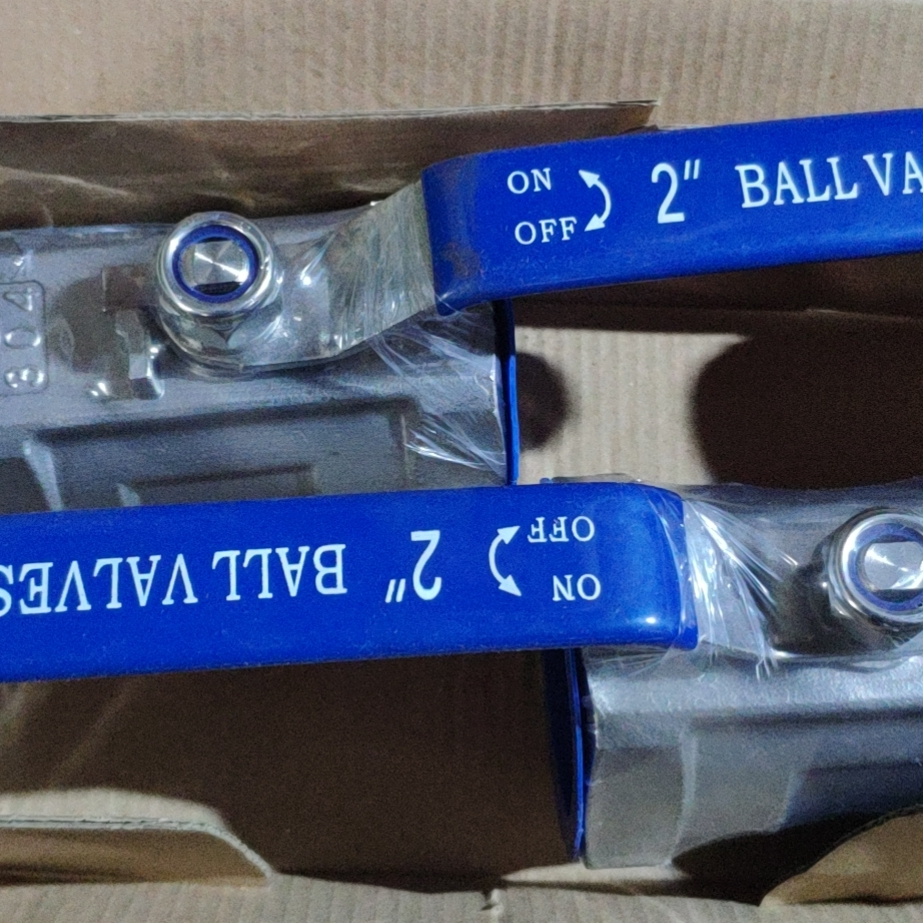 ON
OFF
2" BALL VA
304
OFF
ON
2" BALL VALVES